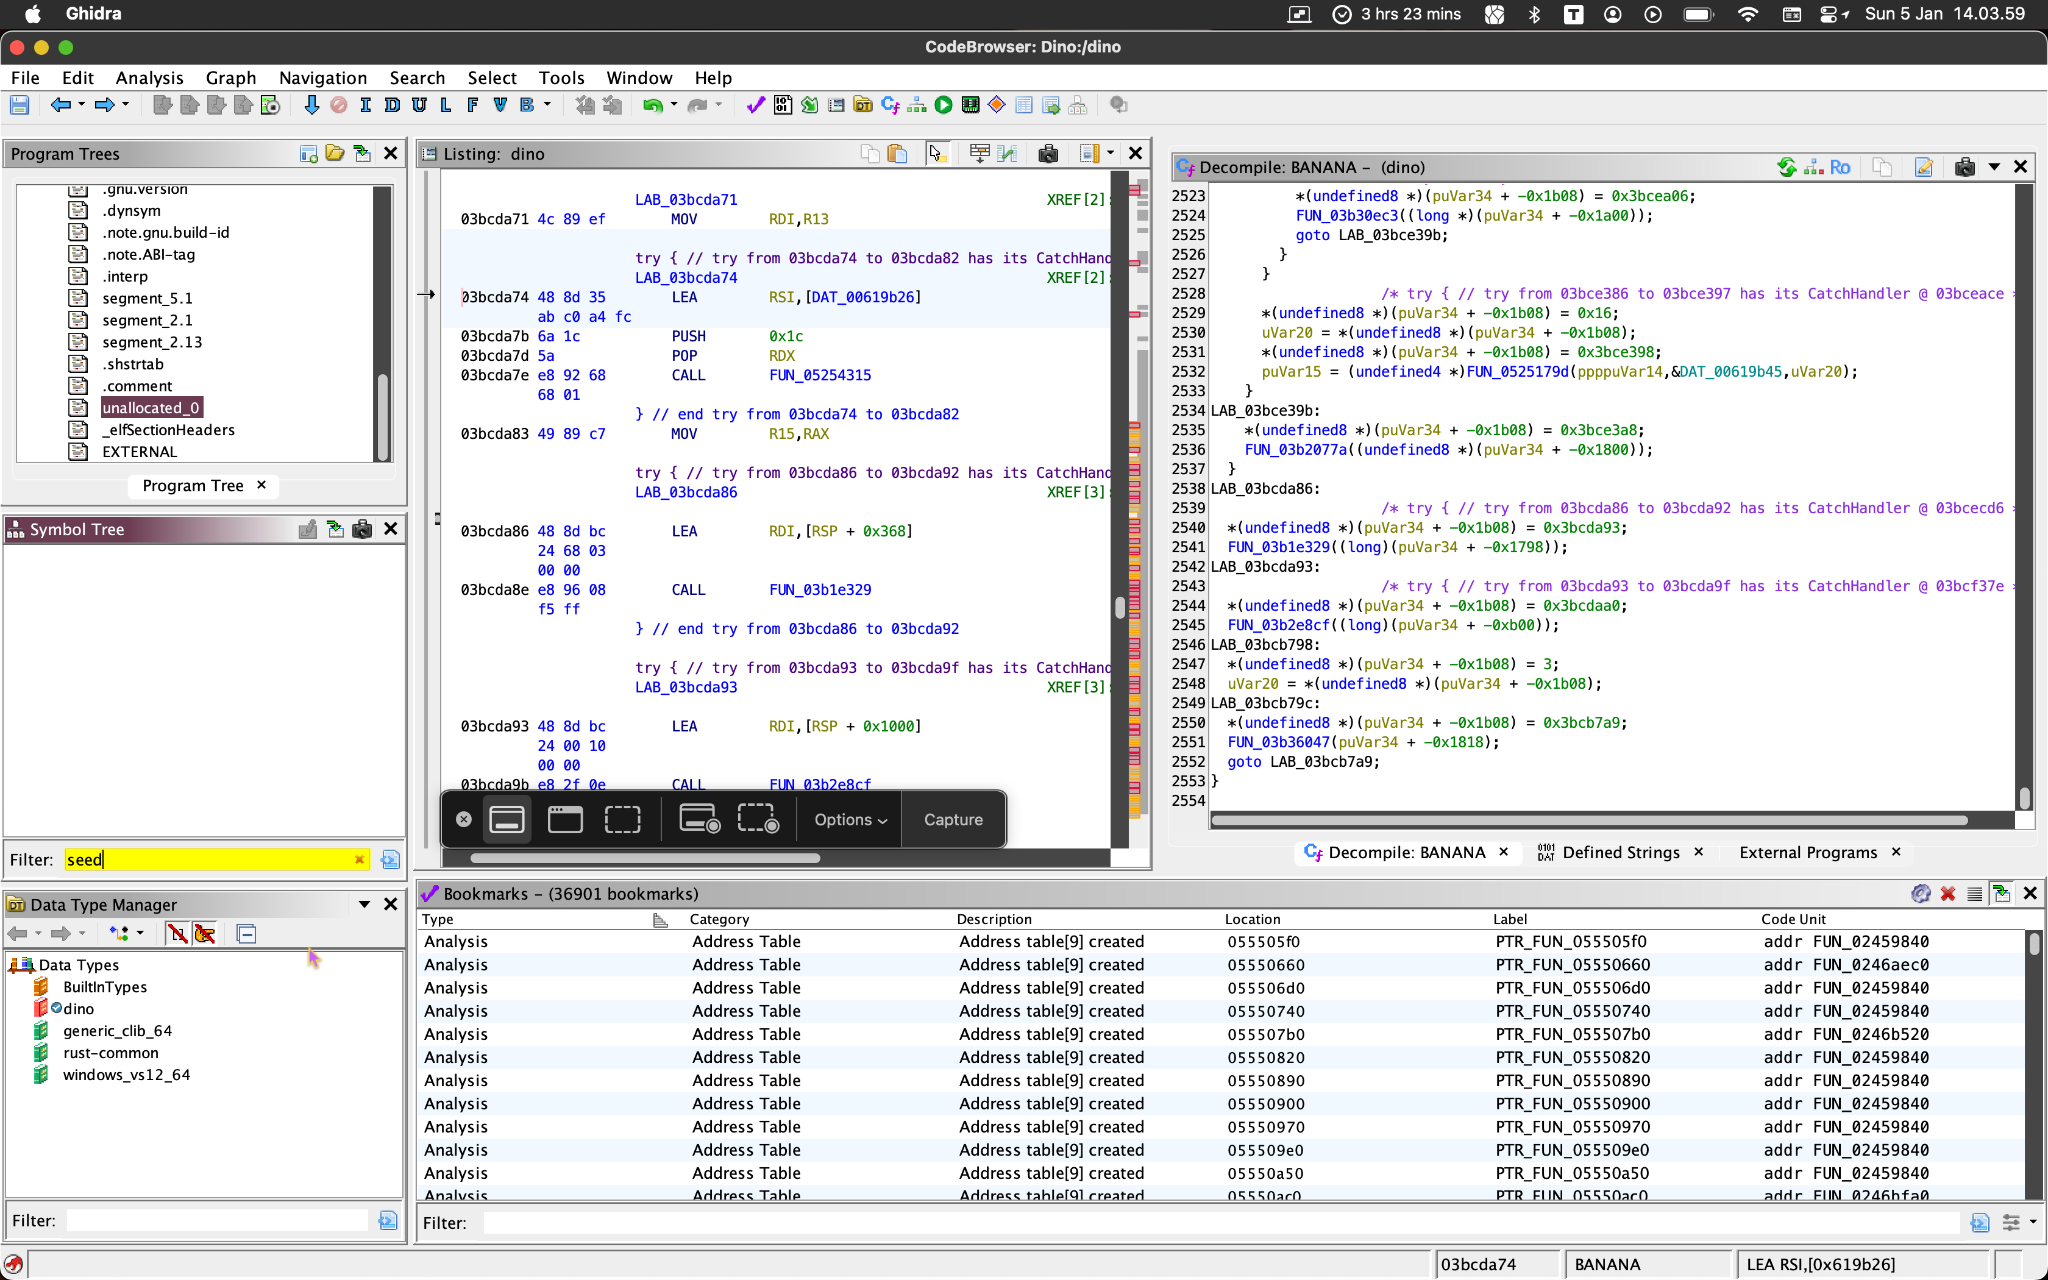 Ghidra
3 hrs 23 mins
Sun 5 Jan 14.03.59
CodeBrowser: Dino:/dino
File Edit Analysis Graph Navigation Search Select Tools Window Help
I D U L F V B
Program Trees
.gnu.version
.dynsym
.note.gnu.build-id
.note.ABI-tag
.interp
segment_5.1
segment_2.1
segment_2.13
.shstrtab
.comment
unallocated_0
_elfSectionHeaders
EXTERNAL
Program Tree
Symbol Tree
Filter: seed
Data Type Manager
Data Types
BuiltInTypes
dino
generic_clib_64
rust-common
windows_vs12_64
Filter:
Listing: dino
LAB_03bcda71 XREF[2]:
03bcda71 4c 89 ef MOV RDI,R13
try { // try from 03bcda74 to 03bcda82 has its CatchHand
LAB_03bcda74 XREF[2]:
03bcda74 48 8d 35 LEA RSI,[DAT_00619b26]
ab c0 a4 fc
03bcda7b 6a 1c PUSH 0x1c
03bcda7d 5a POP RDX
03bcda7e e8 92 68 CALL FUN_05254315
68 01
} // end try from 03bcda74 to 03bcda82
03bcda83 49 89 c7 MOV R15,RAX
try { // try from 03bcda86 to 03bcda92 has its CatchHand
LAB_03bcda86 XREF[3]:
03bcda86 48 8d bc LEA RDI,[RSP + 0x368]
24 68 03
00 00
03bcda8e e8 96 08 CALL FUN_03b1e329
f5 ff
} // end try from 03bcda86 to 03bcda92
try { // try from 03bcda93 to 03bcda9f has its CatchHand
LAB_03bcda93 XREF[3]:
03bcda93 48 8d bc LEA RDI,[RSP + 0x1000]
24 00 10
00 00
03bcda9b e8 2f 0e CALL FUN_03b2e8cf
Options
Capture
Decompile: BANANA - (dino)
Ro
2523 *(undefined8 *)(puVar34 + -0x1b08) = 0x3bcea06;
2524 FUN_03b30ec3((long *)(puVar34 + -0x1a00));
2525 goto LAB_03bce39b;
2526 }
2527 }
2528 /* try { // try from 03bce386 to 03bce397 has its CatchHandler @ 03bceace
2529 *(undefined8 *)(puVar34 + -0x1b08) = 0x16;
2530 uVar20 = *(undefined8 *)(puVar34 + -0x1b08);
2531 *(undefined8 *)(puVar34 + -0x1b08) = 0x3bce398;
2532 puVar15 = (undefined4 *)FUN_0525179d(ppppuVar14,&DAT_00619b45,uVar20);
2533 }
2534 LAB_03bce39b:
2535 *(undefined8 *)(puVar34 + -0x1b08) = 0x3bce3a8;
2536 FUN_03b2077a((undefined8 *)(puVar34 + -0x1800));
2537 }
2538 LAB_03bcda86:
2539 /* try { // try from 03bcda86 to 03bcda92 has its CatchHandler @ 03bcecd6
2540 *(undefined8 *)(puVar34 + -0x1b08) = 0x3bcda93;
2541 FUN_03b1e329((long)(puVar34 + -0x1798));
2542 LAB_03bcda93:
2543 /* try { // try from 03bcda93 to 03bcda9f has its CatchHandler @ 03bcf37e
2544 *(undefined8 *)(puVar34 + -0x1b08) = 0x3bcdaa0;
2545 FUN_03b2e8cf((long)(puVar34 + -0xb00));
2546 LAB_03bcb798:
2547 *(undefined8 *)(puVar34 + -0x1b08) = 3;
2548 uVar20 = *(undefined8 *)(puVar34 + -0x1b08);
2549 LAB_03bcb79c:
2550 *(undefined8 *)(puVar34 + -0x1b08) = 0x3bcb7a9;
2551 FUN_03b36047(puVar34 + -0x1818);
2552 goto LAB_03bcb7a9;
2553 }
2554
Decompile: BANANA
Defined Strings
External Programs
Bookmarks - (36901 bookmarks)
Type Category Description Location Label Code Unit
Analysis Address Table Address table[9] created 055505f0 PTR_FUN_055505f0 addr FUN_02459840
Analysis Address Table Address table[9] created 05550660 PTR_FUN_05550660 addr FUN_0246aec0
Analysis Address Table Address table[9] created 055506d0 PTR_FUN_055506d0 addr FUN_02459840
Analysis Address Table Address table[9] created 05550740 PTR_FUN_05550740 addr FUN_02459840
Analysis Address Table Address table[9] created 055507b0 PTR_FUN_055507b0 addr FUN_0246b520
Analysis Address Table Address table[9] created 05550820 PTR_FUN_05550820 addr FUN_02459840
Analysis Address Table Address table[9] created 05550890 PTR_FUN_05550890 addr FUN_02459840
Analysis Address Table Address table[9] created 05550900 PTR_FUN_05550900 addr FUN_02459840
Analysis Address Table Address table[9] created 05550970 PTR_FUN_05550970 addr FUN_02459840
Analysis Address Table Address table[9] created 055509e0 PTR_FUN_055509e0 addr FUN_02459840
Analysis Address Table Address table[9] created 05550a50 PTR_FUN_05550a50 addr FUN_02459840
Analysis Address Table Address table[9] created 05550ac0 PTR_FUN_05550ac0 addr FUN_0246bfa0
Filter:
03bcda74
BANANA
LEA RSI,[0x619b26]